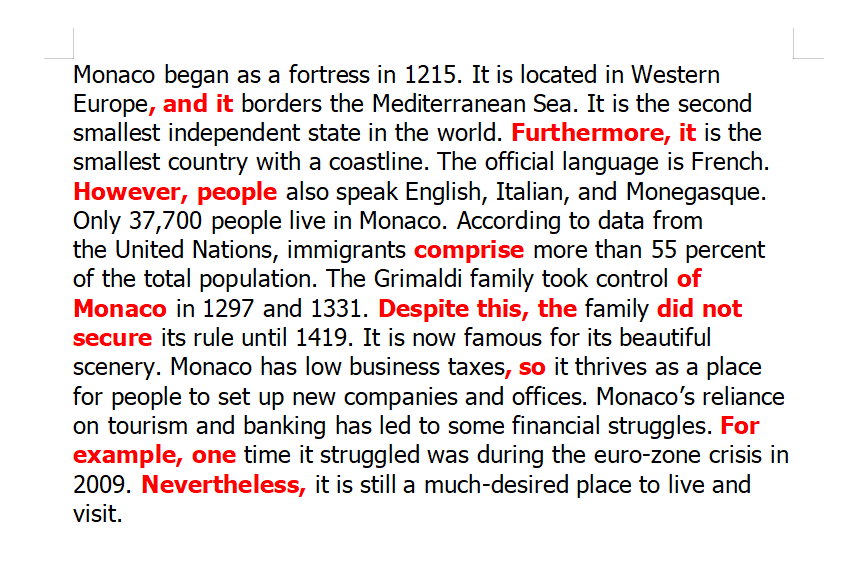 Monaco began as a fortress in 1215. It is located in Western
Europe, and it borders the Mediterranean Sea. It is the second
smallest independent state in the world. Furthermore, it is the
smallest country with a coastline. The official language is French.
However, people also speak English, Italian, and Monegasque.
Only 37,700 people live in Monaco. According to data from
the United Nations, immigrants comprise more than 55 percent
of the total population. The Grimaldi family took control of
Monaco in 1297 and 1331. Despite this, the family did not
secure its rule until 1419. It is now famous for its beautiful
scenery. Monaco has low business taxes, so it thrives as a place
for people to set up new companies and offices. Monaco’s reliance
on tourism and banking has led to some financial struggles. For
example, one time it struggled was during the euro-zone crisis in
2009. Nevertheless, it is still a much-desired place to live and
visit.